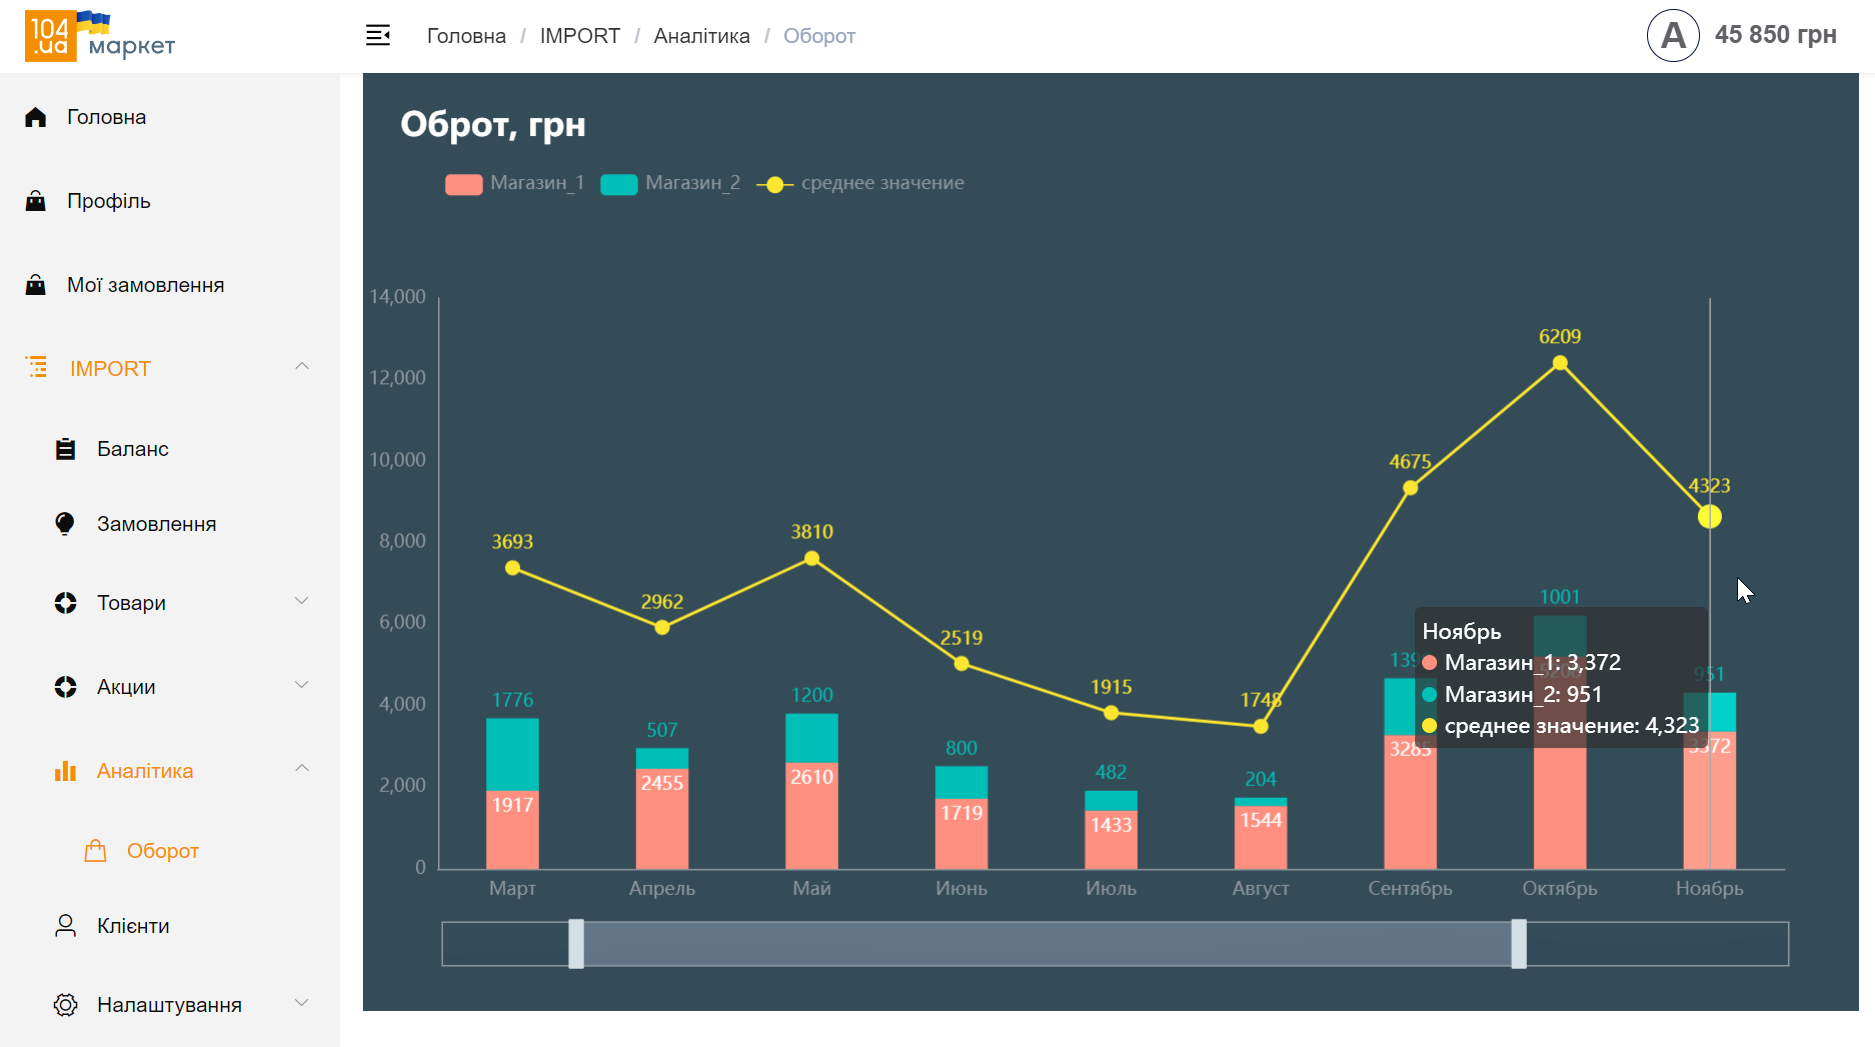 104
.ua
маркет
Головна / IMPORT / Аналітика / Оборот
A
45 850 грн
Головна
Профіль
Мої замовлення
IMPORT
Баланс
Замовлення
Товари
Акции
Аналітика
Оборот
Клієнти
Налаштування
Оброт, грн
Магазин_1 Магазин_2 среднее значение
14,000
12,000
10,000
8,000
6,000
4,000
2,000
0
3693
2962
3810
2519
1915
1748
4675
6209
4323
1776
507
1200
800
482
204
1001
951
1917
2455
2610
1719
1433
1544
3285
3372
Ноябрь
Магазин_1: 3,372
Магазин_2: 951
среднее значение: 4,323
Март Апрель Май Июнь Июль Август Сентябрь Октябрь Ноябрь